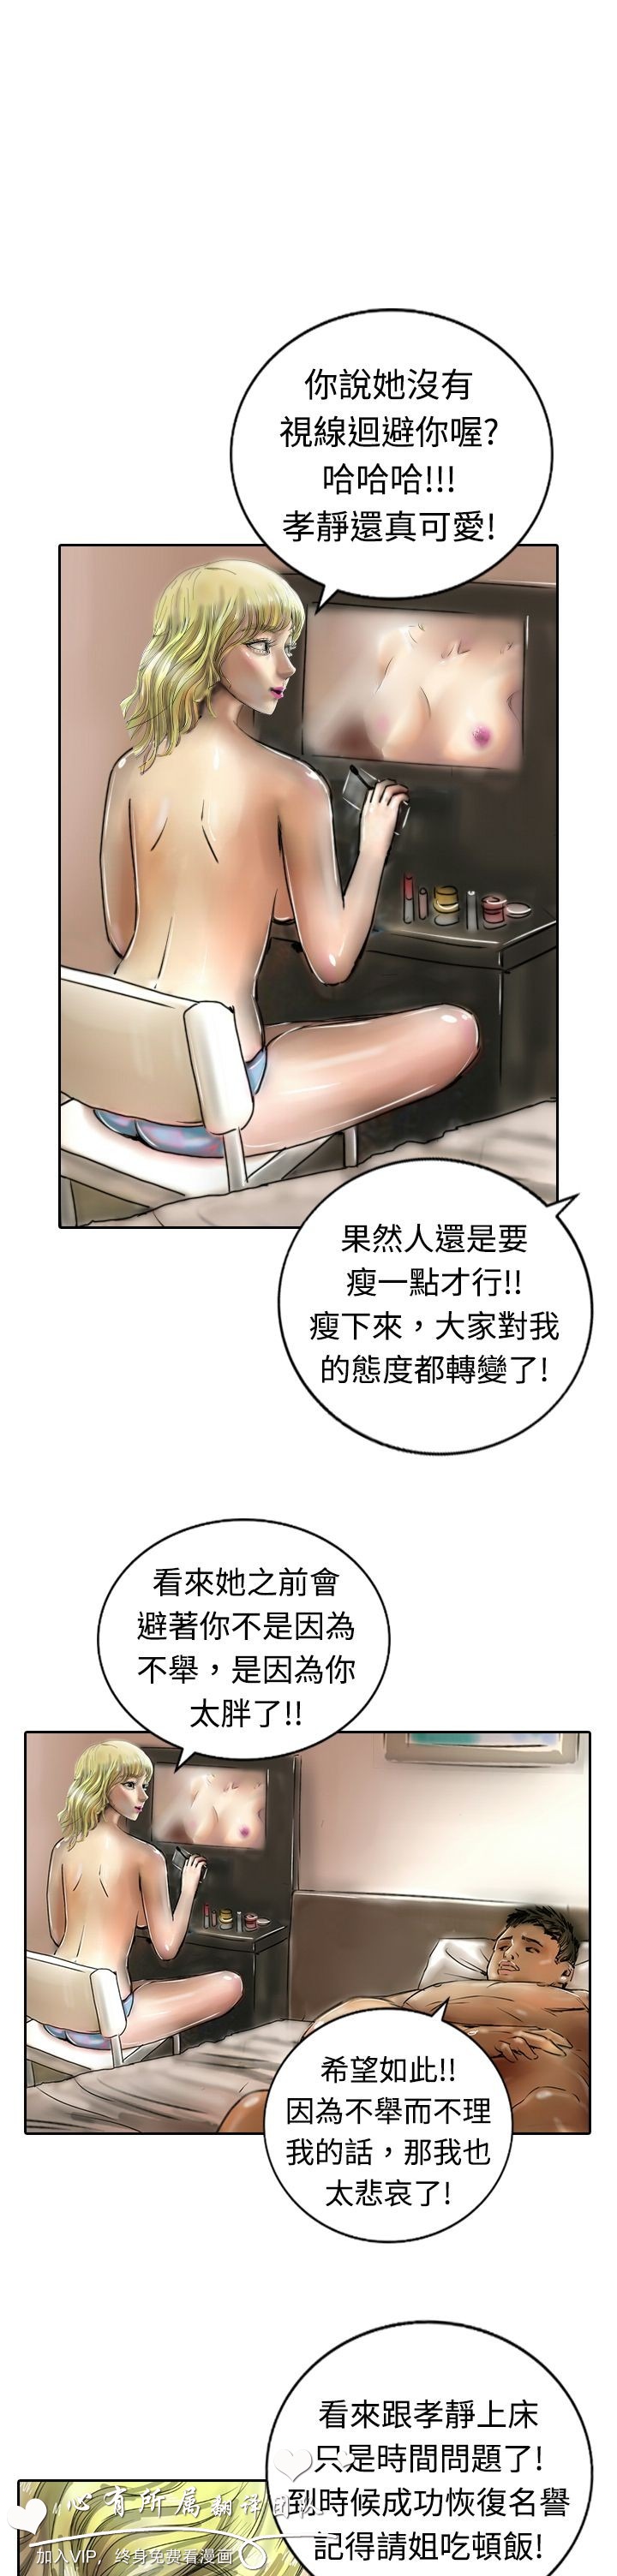 你說她沒有
視線迴避你喔?
哈哈哈!!!
孝靜還真可愛!
果然人還是要
瘦一點才行!!
瘦下來，大家對我
的態度都轉變了!
看來她之前會
避著你不是因為
不舉，是因為你
太胖了!!
希望如此!!
因為不舉而不理
我的話，那我也
太悲哀了!
看來跟孝靜上床
只是時間問題了!
到時候成功恢復名譽
記得請姐吃頓飯!
心有所属翻译团队
加入VIP，终身免费看漫画